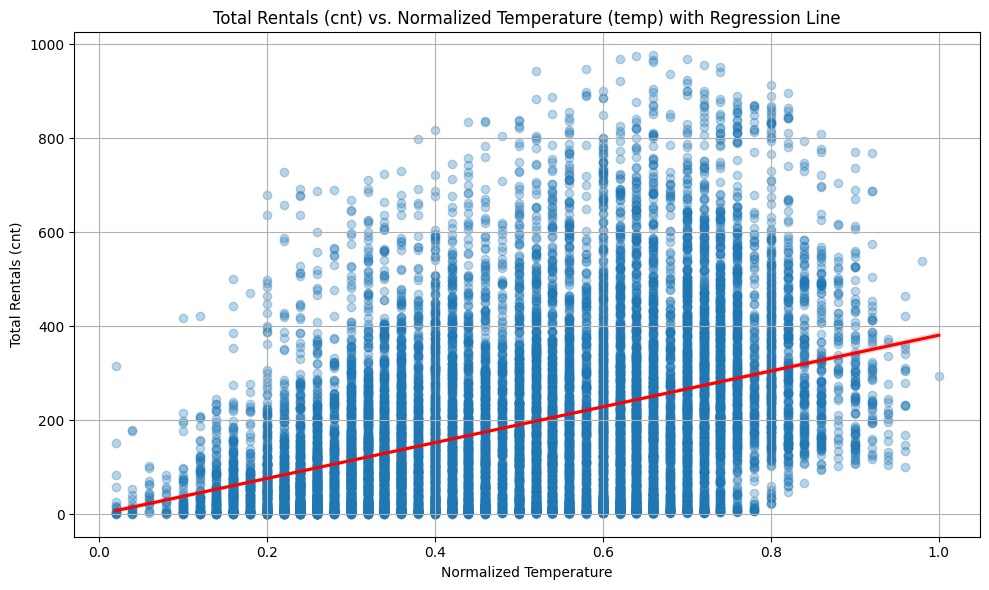 Total Rentals (cnt) vs. Normalized Temperature (temp) with Regression Line
Total Rentals (cnt)
1000
800
600
400
200
0
0.0 0.2 0.4 0.6 0.8 1.0
Normalized Temperature